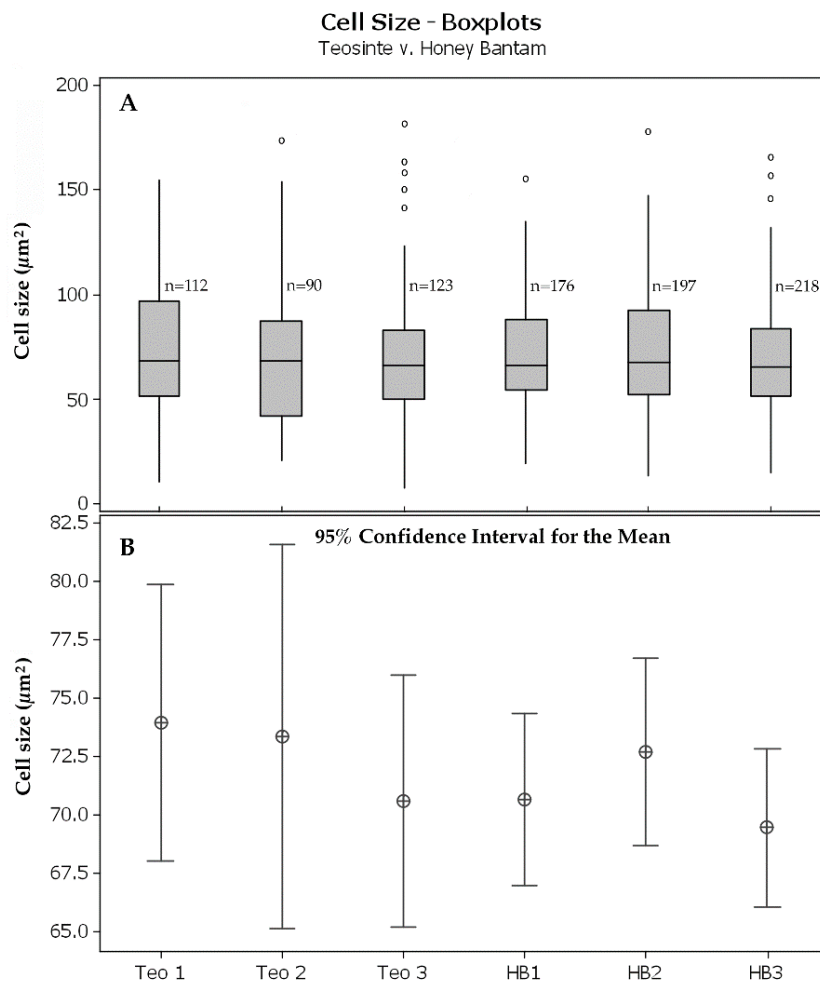 Cell Size - Boxplots
Teosinte v. Honey Bantam
A
200
150
100
50
0
Cell size (μm²)
n=112
n=90
n=123
n=176
n=197
n=218
B
95% Confidence Interval for the Mean
82.5
80.0
77.5
75.0
72.5
70.0
67.5
65.0
Cell size (μm²)
Teo 1
Teo 2
Teo 3
HB1
HB2
HB3